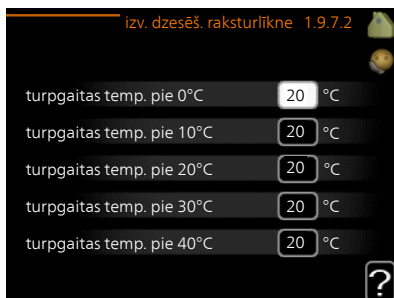 izv. dzesēš. raksturlīkne 1.9.7.2
turpgaitas temp. pie 0°C 20 °C
turpgaitas temp. pie 10°C 20 °C
turpgaitas temp. pie 20°C 20 °C
turpgaitas temp. pie 30°C 20 °C
turpgaitas temp. pie 40°C 20 °C
?